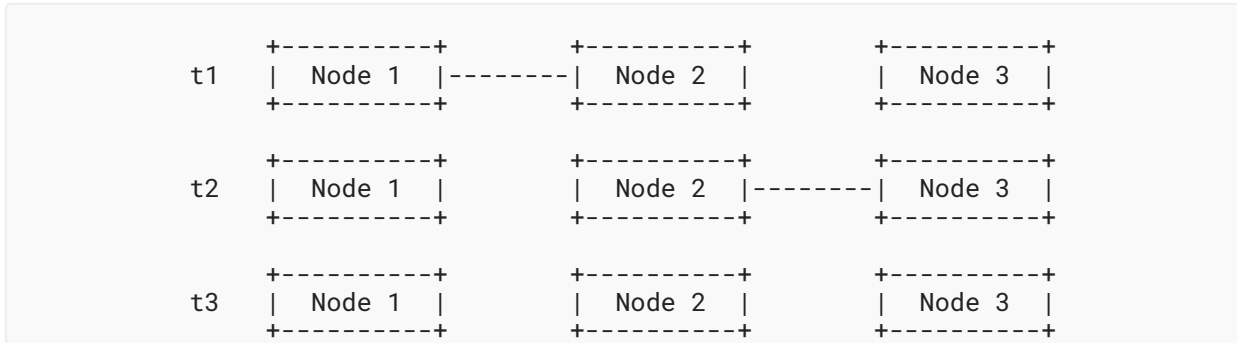 +----------+        +----------+        +----------+
t1   |  Node 1  |--------|  Node 2  |        |  Node 3  |
+----------+        +----------+        +----------+
+----------+        +----------+        +----------+
t2   |  Node 1  |        |  Node 2  |--------|  Node 3  |
+----------+        +----------+        +----------+
+----------+        +----------+        +----------+
t3   |  Node 1  |        |  Node 2  |        |  Node 3  |
+----------+        +----------+        +----------+